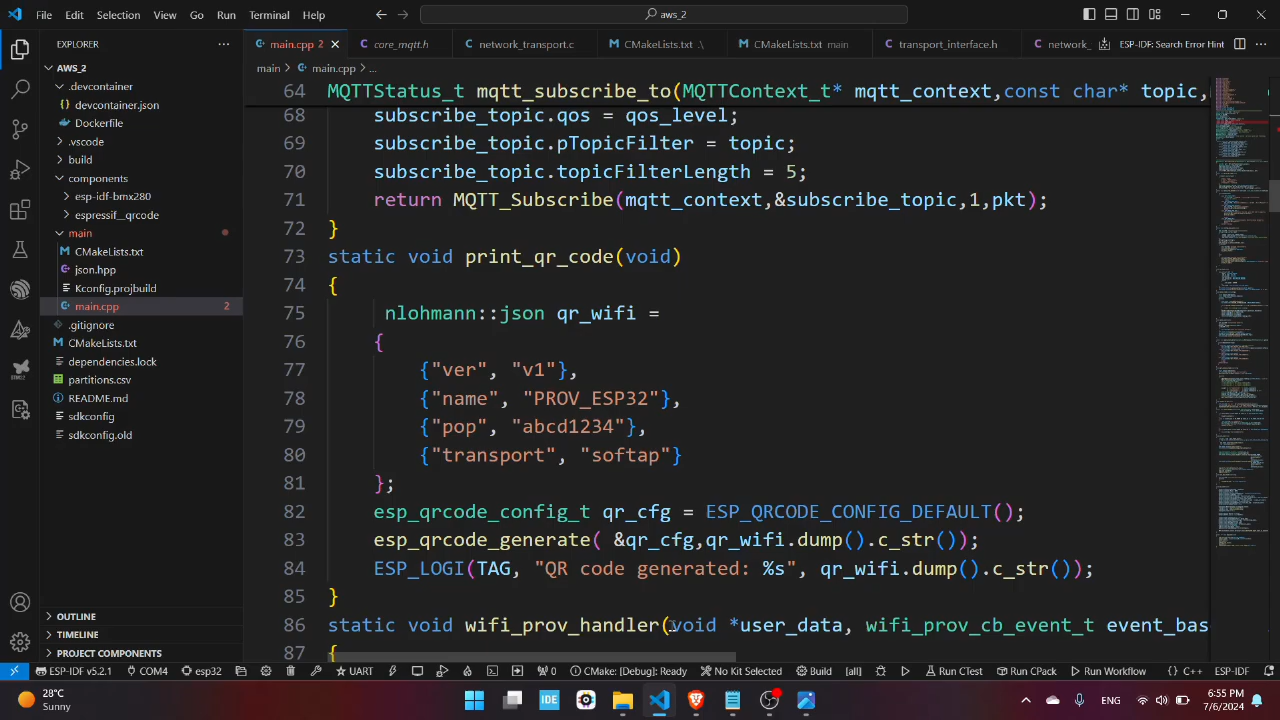 File Edit Selection View Go Run Terminal Help
aws_2
EXPLORER
main.cpp 2
core_mqtt.h
network_transport.c
CMakeLists.txt .\
CMakeLists.txt main
transport_interface.h
network_
ESP-IDF: Search Error Hint
main > main.cpp > ...
AWS_2
.devcontainer
devcontainer.json
Dockerfile
.vscode
build
components
esp-idf-bmx280
espressif__qrcode
main
CMakeLists.txt
json.hpp
Kconfig.projbuild
main.cpp 2
.gitignore
CMakeLists.txt
dependencies.lock
partitions.csv
README.md
sdkconfig
sdkconfig.old
OUTLINE
TIMELINE
PROJECT COMPONENTS
64 MQTTStatus_t mqtt_subscribe_to(MQTTContext_t* mqtt_context,const char* topic,
68 subscribe_topic.qos = qos_level;
69 subscribe_topic.pTopicFilter = topic;
70 subscribe_topic.topicFilterLength = 5;
71 return MQTT_Subscribe(mqtt_context,&subscribe_topic,1,pkt);
72 }
73 static void print_qr_code(void)
74 {
75 nlohmann::json qr_wifi =
76 {
77 {"ver", "v1"},
78 {"name", "PROV_ESP32"},
79 {"pop", "abcd1234"},
80 {"transport", "softap"}
81 };
82 esp_qrcode_config_t qr_cfg = ESP_QRCODE_CONFIG_DEFAULT();
83 esp_qrcode_generate( &qr_cfg,qr_wifi.dump().c_str());
84 ESP_LOGI(TAG, "QR code generated: %s", qr_wifi.dump().c_str());
85 }
86 static void wifi_prov_handler(void *user_data, wifi_prov_cb_event_t event_bas
87 {
ESP-IDF v5.2.1 COM4 esp32 UART 0 CMake: [Debug]: Ready No Kit Selected Build [all] Run CTest Run CPack Run Workflow {} C++ ESP-IDF
28°C
Sunny
ENG
6:55 PM
7/6/2024